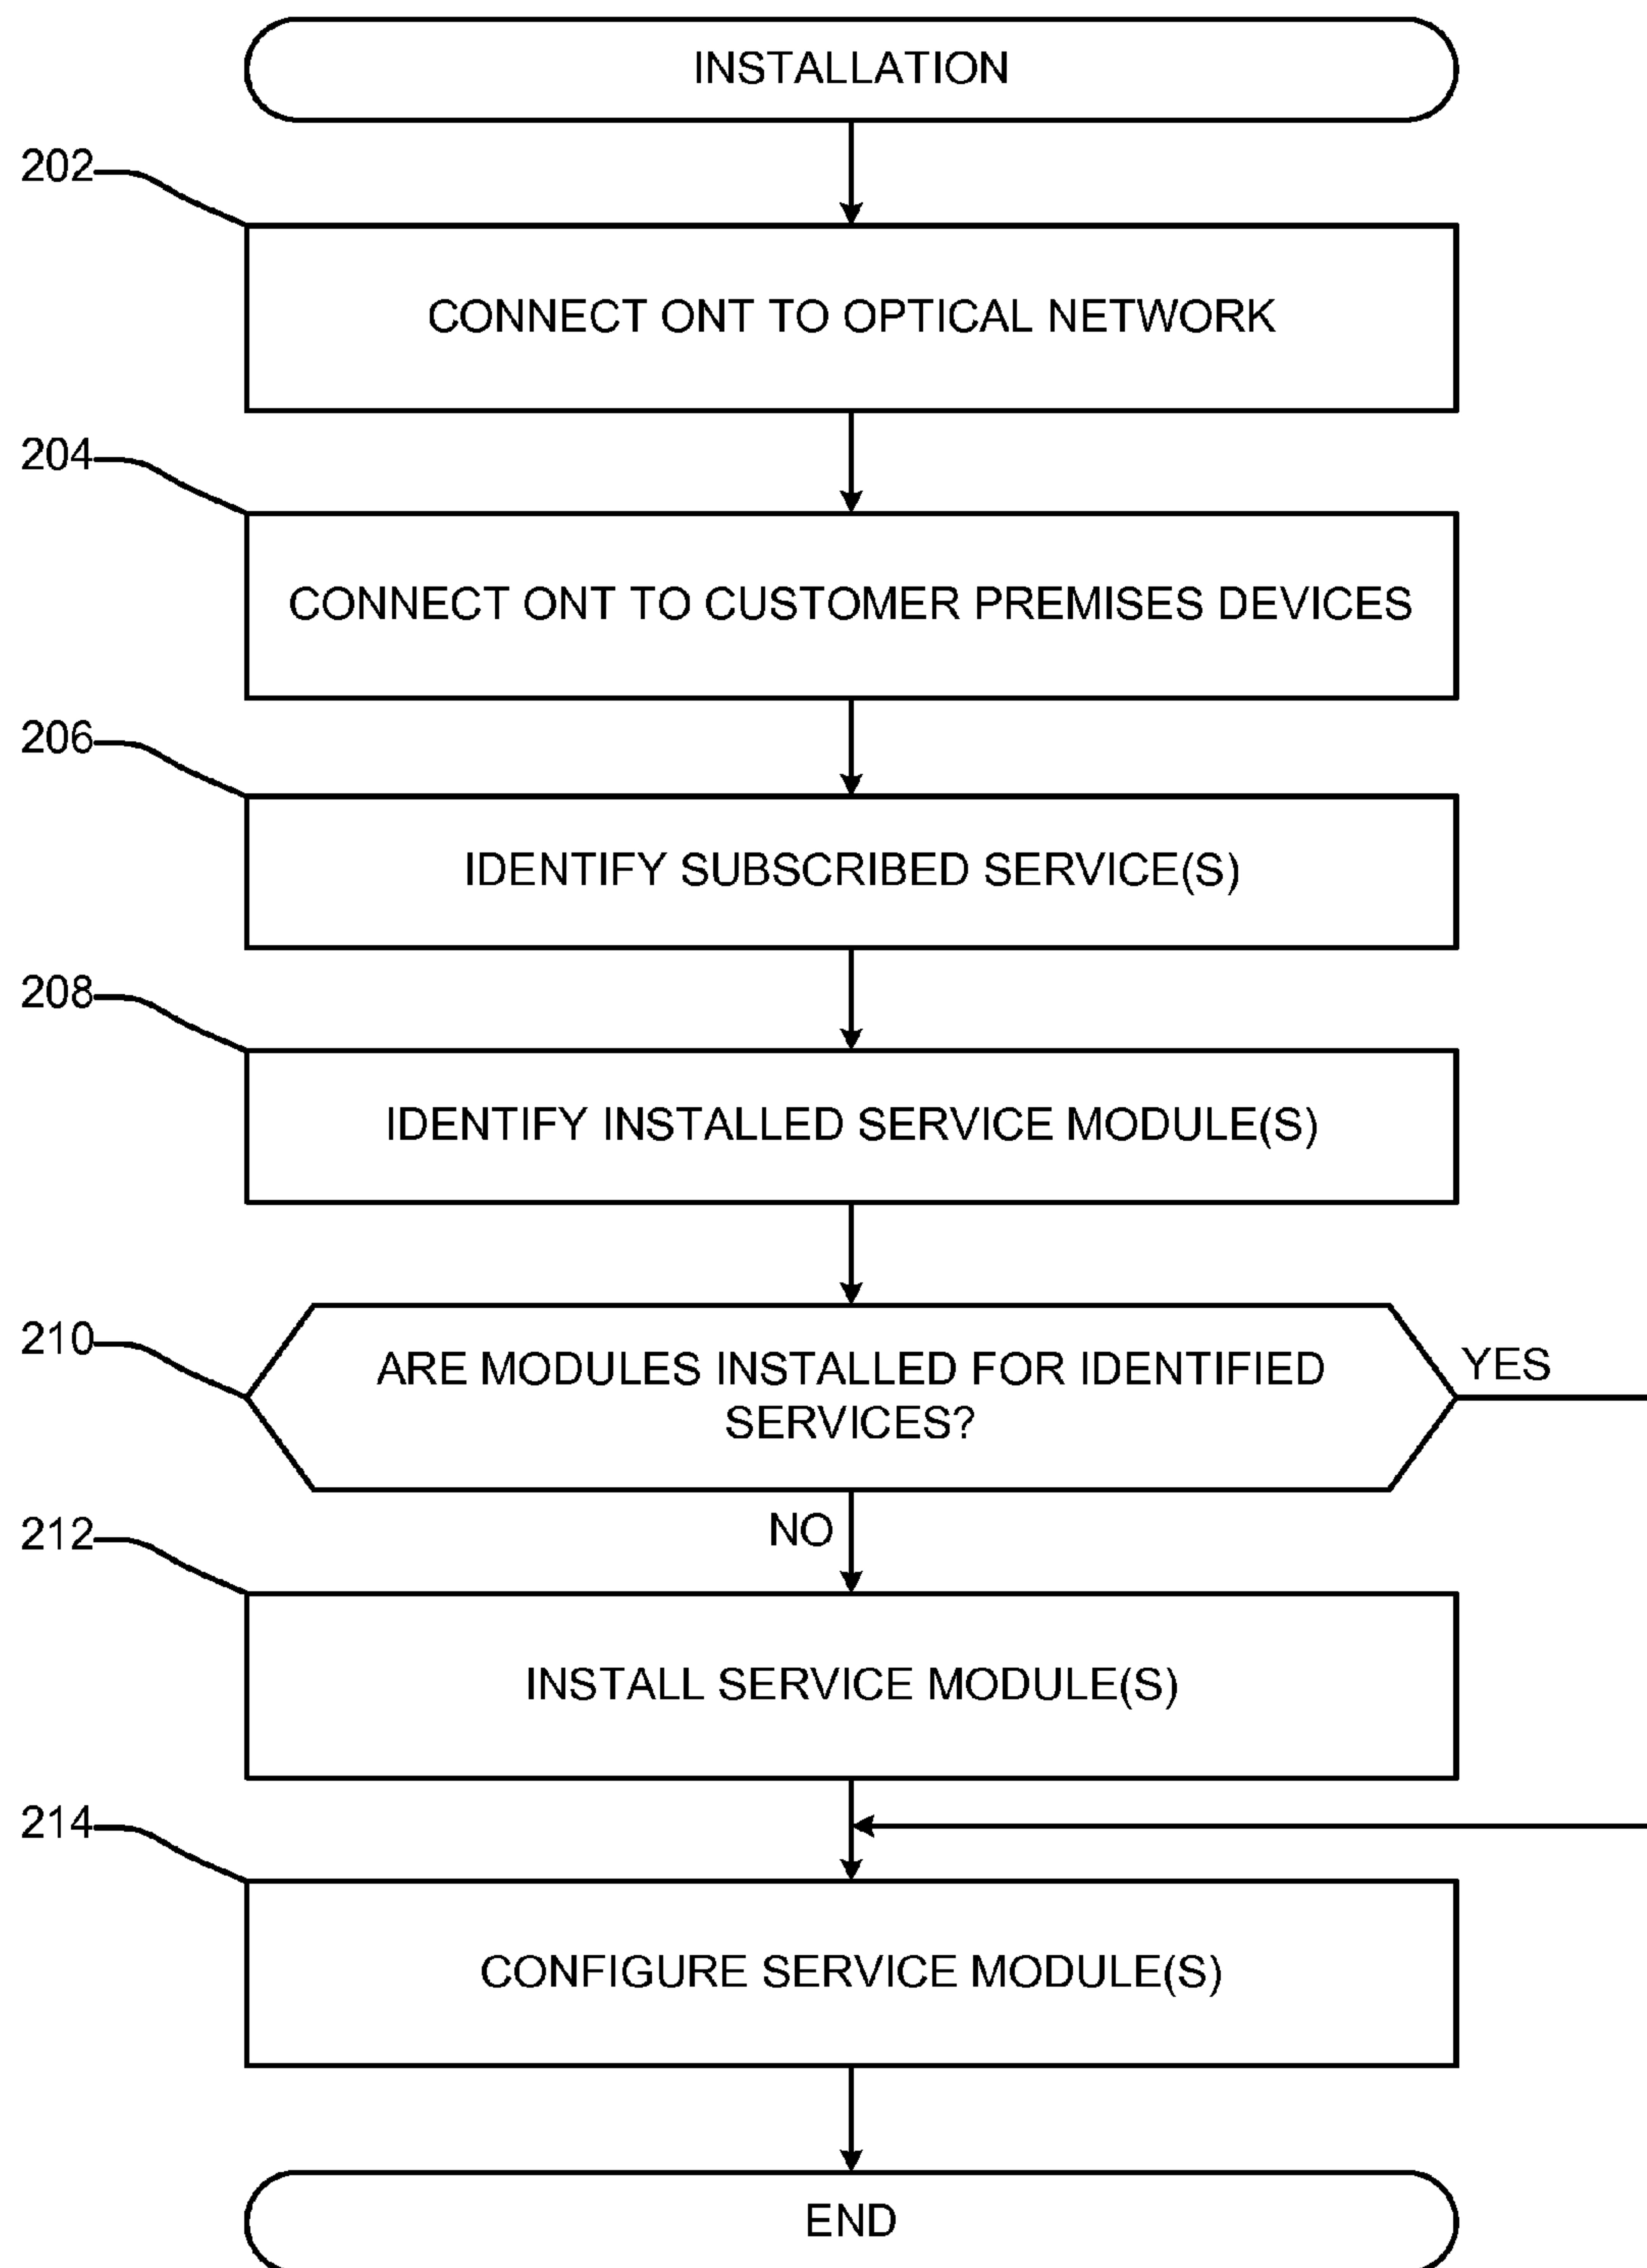 INSTALLATION
202
CONNECT ONT TO OPTICAL NETWORK
204
CONNECT ONT TO CUSTOMER PREMISES DEVICES
206
IDENTIFY SUBSCRIBED SERVICE(S)
208
IDENTIFY INSTALLED SERVICE MODULE(S)
210
ARE MODULES INSTALLED FOR IDENTIFIED
SERVICES?
YES
NO
212
INSTALL SERVICE MODULE(S)
214
CONFIGURE SERVICE MODULE(S)
END